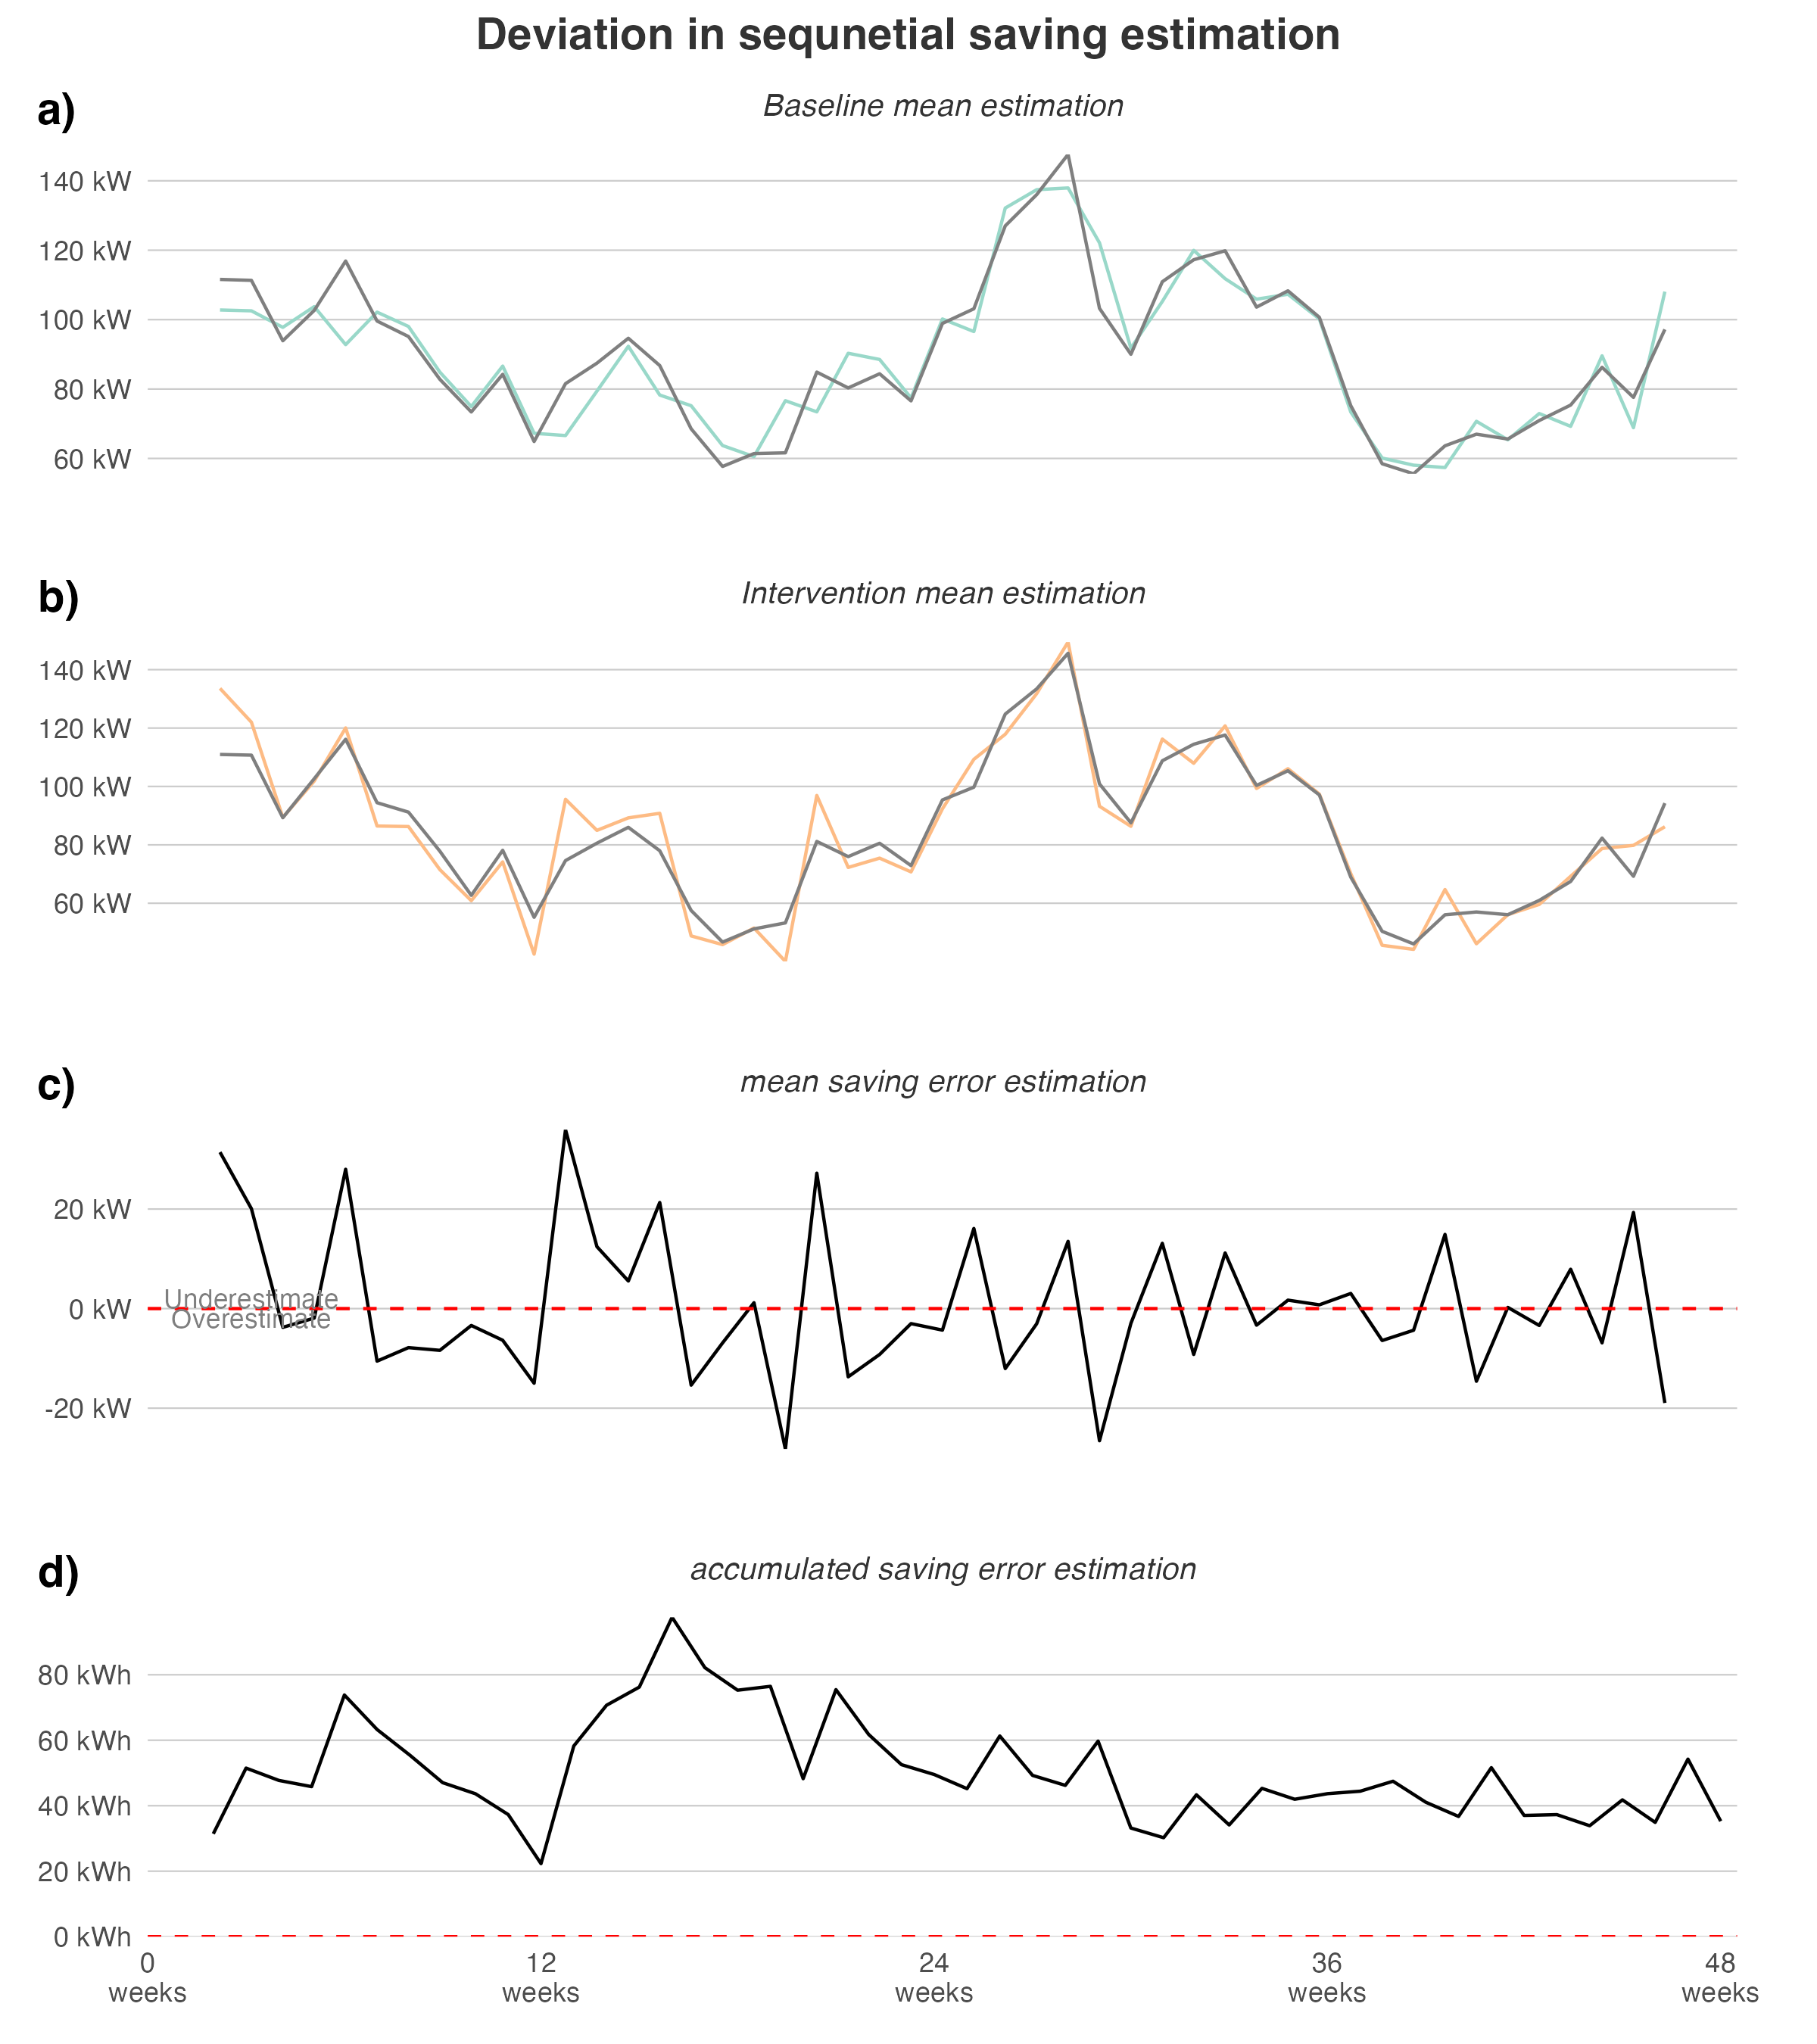 Deviation in sequnetial saving estimation
a)
Baseline mean estimation
140 kW
120 kW
100 kW
80 kW
60 kW
b)
Intervention mean estimation
140 kW
120 kW
100 kW
80 kW
60 kW
c)
mean saving error estimation
20 kW
Underestimate
0 kW
Overestimate
-20 kW
d)
accumulated saving error estimation
80 kWh
60 kWh
40 kWh
20 kWh
0 kWh
0 12 24 36 48
weeks weeks weeks weeks weeks